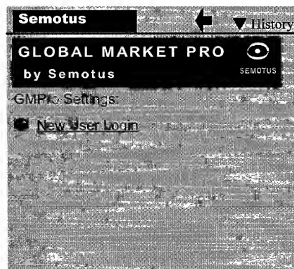 Semotus
History
GLOBAL MARKET PRO
by Semotus
SEMOTUS
GMPro Settings:
New User Login